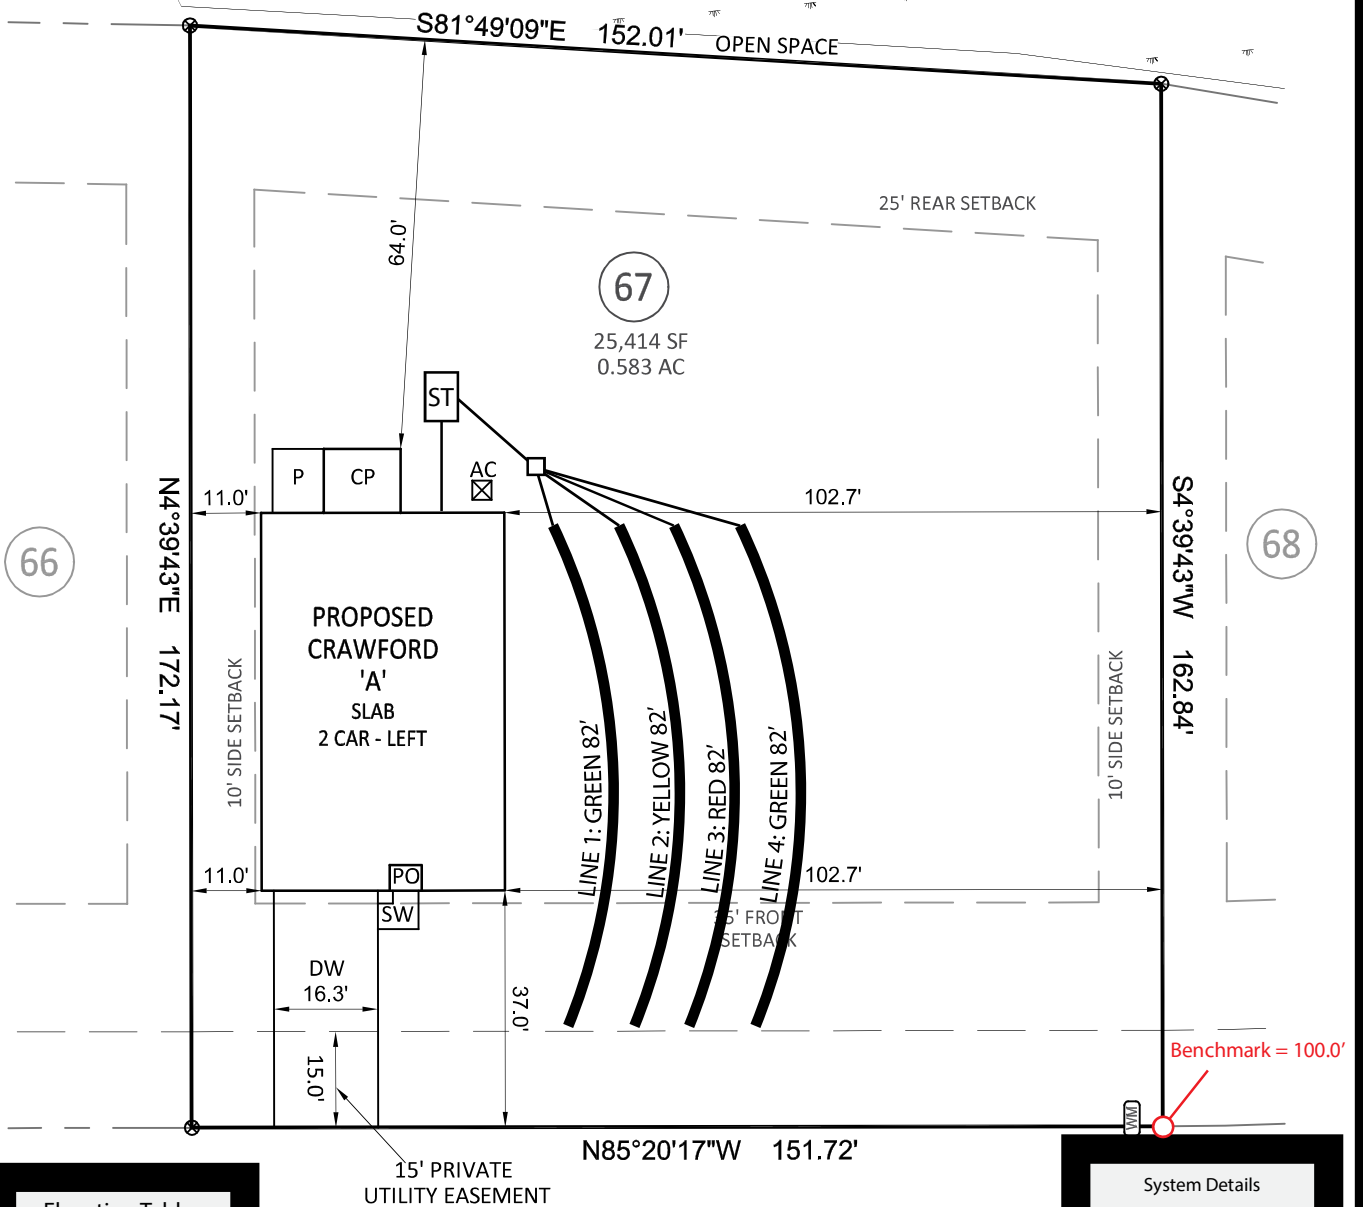 S81°49'09"E 152.01' OPEN SPACE
25' REAR SETBACK
64.0'
67
25,414 SF
0.583 AC
ST
P
CP
AC
11.0'
102.7'
N4°39'43"E 172.17'
S4°39'43"W 162.84'
66
68
PROPOSED
CRAWFORD
'A'
SLAB
2 CAR - LEFT
10' SIDE SETBACK
10' SIDE SETBACK
LINE 1: GREEN 82'
LINE 2: YELLOW 82'
LINE 3: RED 82'
LINE 4: GREEN 82'
11.0'
PO
102.7'
SW
35' FRONT
SETBACK
DW
16.3'
37.0'
15.0'
Benchmark = 100.0'
WM
N85°20'17"W 151.72'
15' PRIVATE
UTILITY EASEMENT
System Details